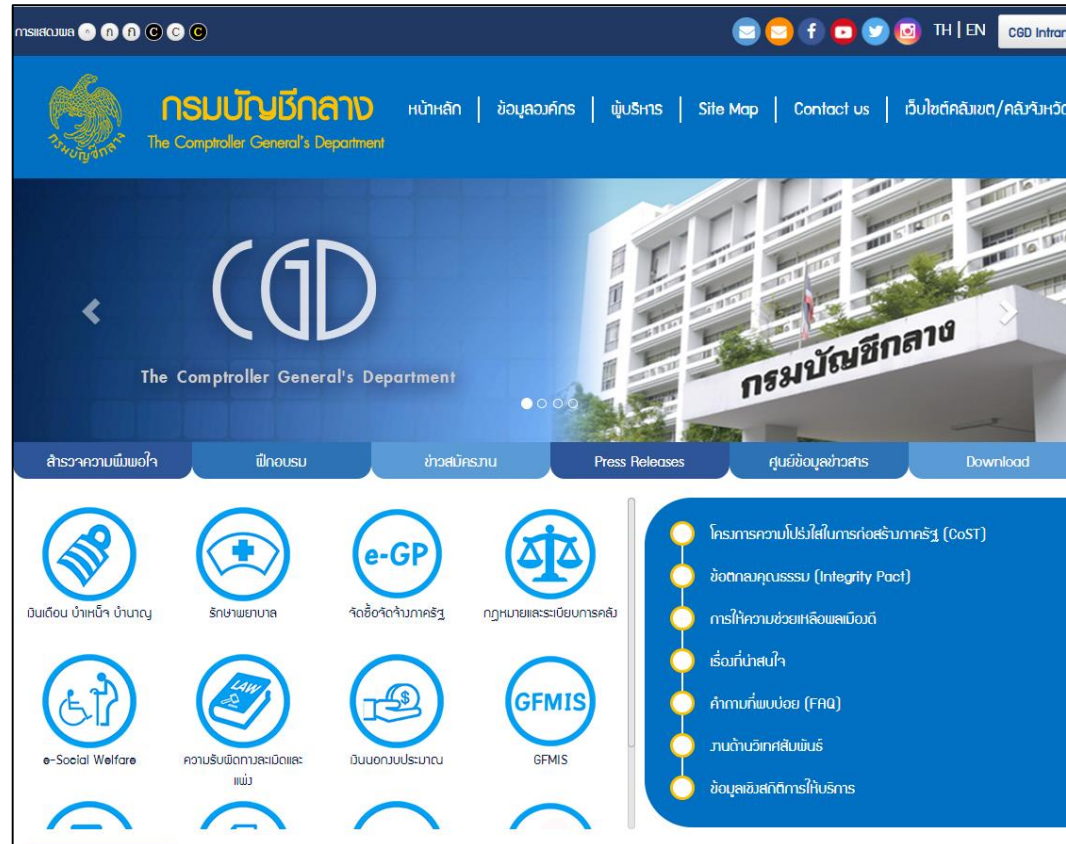 การแสดงผล ก ก ก C C C
TH | EN
CGD Intran
กรมบัญชีกลาง
The Comptroller General's Department
กรมบัญชีกลาง
หน้าหลัก | ข้อมูลองค์กร | ผู้บริหาร | Site Map | Contact us | เว็บไซต์คลังเขต/คลังจังหวัด
CGD
The Comptroller General's Department
กรมบัญชีกลาง
สำรวจความพึงพอใจ
ฝึกอบรม
ข่าวสมัครงาน
Press Releases
ศูนย์ข้อมูลข่าวสาร
Download
e-GP
เงินเดือน บำเหน็จ บำนาญ
รักษาพยาบาล
จัดซื้อจัดจ้างภาครัฐ
กฎหมายและระเบียบการคลัง
LAW
GFMIS
e-Social Welfare
ความรับผิดทางละเมิดและ
แพ่ง
เงินนอกงบประมาณ
GFMIS
โครงการความโปร่งใสในการก่อสร้างภาครัฐ (CoST)
ข้อตกลงคุณธรรม (Integrity Pact)
การให้ความช่วยเหลือพลเมืองดี
เรื่องที่น่าสนใจ
คำถามที่พบบ่อย (FAQ)
งานด้านวิเทศสัมพันธ์
ข้อมูลเชิงสถิติการให้บริการ